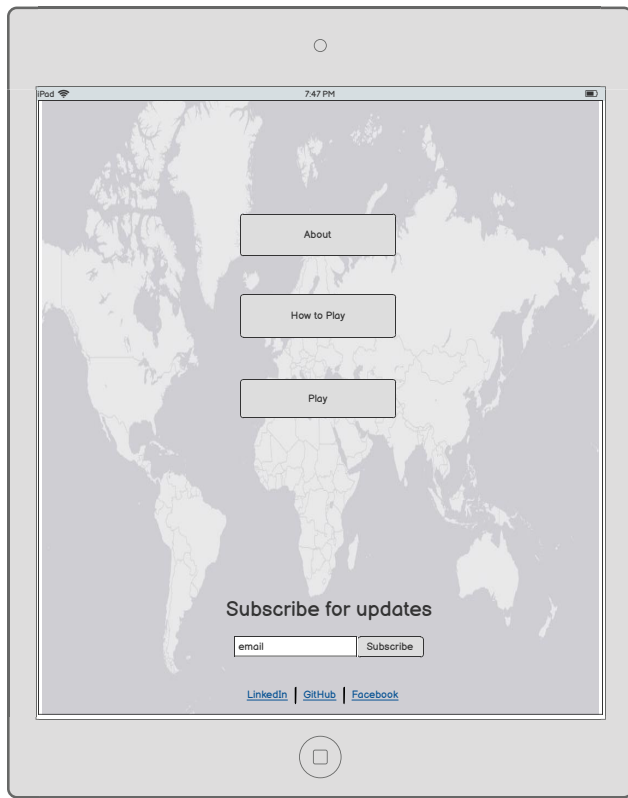 iPad 7:47 PM
About
How to Play
Play
Subscribe for updates
email Subscribe
LinkedIn GitHub Facebook